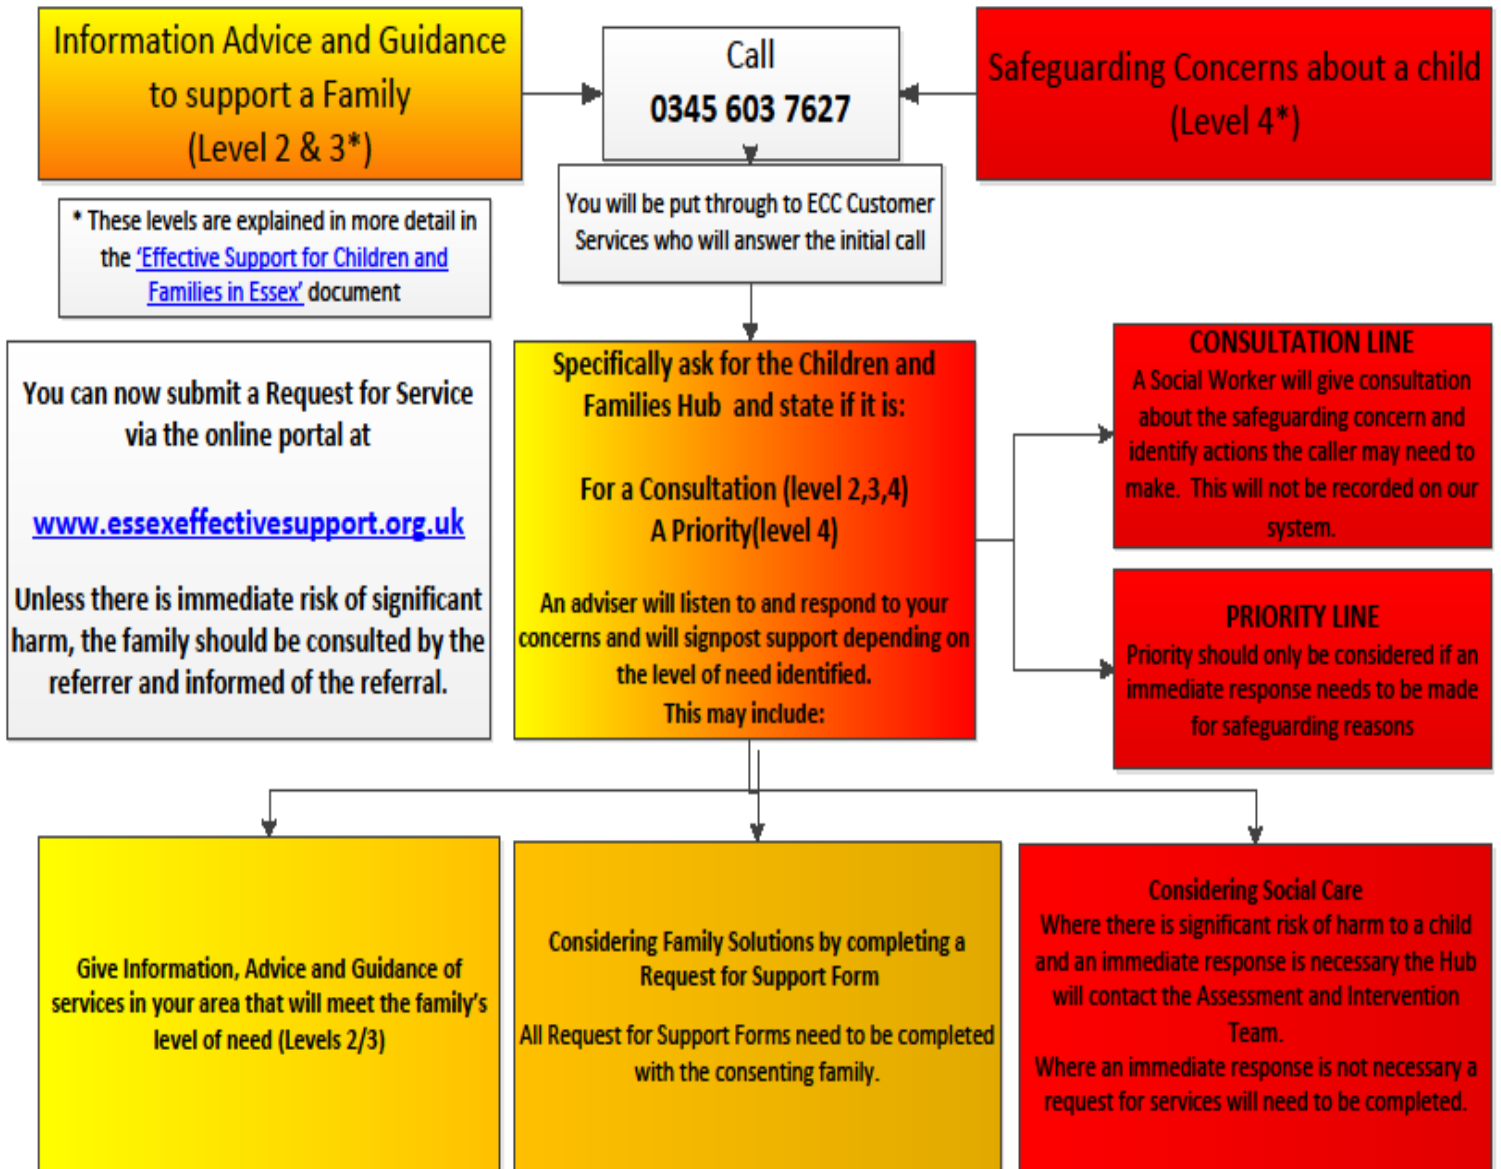 Information Advice and Guidance
to support a Family
(Level 2 & 3*)
Call
0345 603 7627
Safeguarding Concerns about a child
(Level 4*)
* These levels are explained in more detail in
the 'Effective Support for Children and
Families in Essex' document
You will be put through to ECC Customer
Services who will answer the initial call
You can now submit a Request for Service
via the online portal at
www.essexeffectivesupport.org.uk
Unless there is immediate risk of significant
harm, the family should be consulted by the
referrer and informed of the referral.
Specifically ask for the Children and
Families Hub and state if it is:
For a Consultation (level 2,3,4)
A Priority(level 4)
An adviser will listen to and respond to your
concerns and will signpost support depending on
the level of need identified.
This may include:
CONSULTATION LINE
A Social Worker will give consultation
about the safeguarding concern and
identify actions the caller may need to
make. This will not be recorded on our
system.
PRIORITY LINE
Priority should only be considered if an
immediate response needs to be made
for safeguarding reasons
Give Information, Advice and Guidance of
services in your area that will meet the family's
level of need (Levels 2/3)
Considering Family Solutions by completing a
Request for Support Form
All Request for Support Forms need to be completed
with the consenting family.
Considering Social Care
Where there is significant risk of harm to a child
and an immediate response is necessary the Hub
will contact the Assessment and Intervention
Team.
Where an immediate response is not necessary a
request for services will need to be completed.